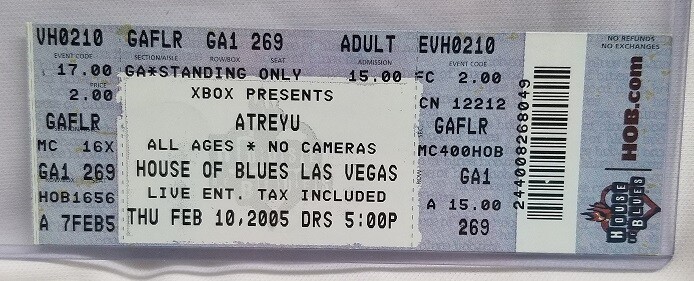 VH0210 GAFLR GA1 269 ADULT EVH0210
EVENT CODE SECTION/AISLE ROW/BOX SEAT ADMISSION EVENT CODE
17.00 GA*STANDING ONLY 15.00 FC 2.00
PRICE
2.00 XBOX PRESENTS CN 12212
GAFLR ATREYU GAFLR
MC 16X ALL AGES * NO CAMERAS MC400HOB
GA1 269 HOUSE OF BLUES LAS VEGAS GA1
HOB1656 LIVE ENT. TAX INCLUDED A 15.00
A 7FEB5 THU FEB 10,2005 DRS 5:00P 269
2440008268049
NO REFUNDS
NO EXCHANGES
HOB.com
HOUSE
OF BLUES